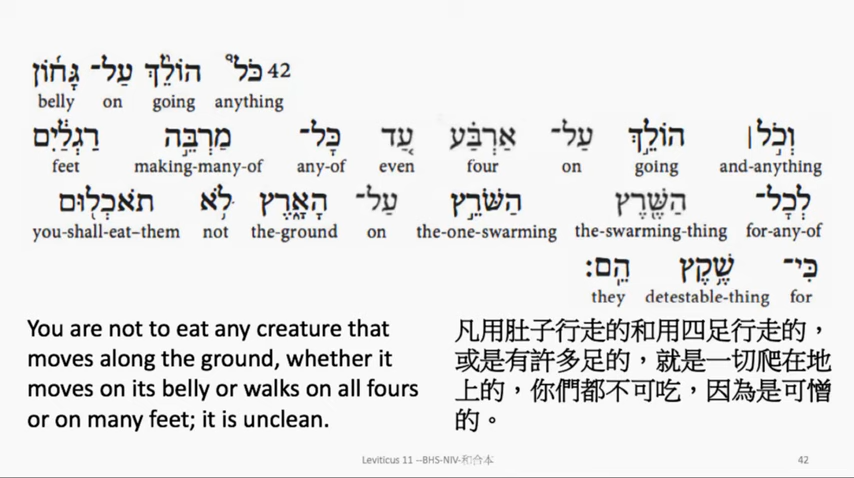 42 כֹּל֩ הוֹלֵ֨ךְ עַל־ גָּח֜וֹן
belly on going anything
וְכֹ֣ל׀ הוֹלֵ֣ךְ עַל־ אַרְבַּ֗ע עַ֚ד כָּל־ מַרְבֵּ֣ה רַגְלַ֔יִם
feet making-many-of any-of even four on going and-anything
לְכָל־ הַשֶּׁ֖רֶץ הַשֹּׁרֵ֣ץ עַל־ הָאָ֑רֶץ לֹ֥א תֹאכְל֖וּם
you-shall-eat–them not the-ground on the-one-swarming the-swarming-thing for-any-of
כִּי־ שֶׁ֥קֶץ הֵֽם׃
they detestable-thing for
You are not to eat any creature that
moves along the ground, whether it
moves on its belly or walks on all fours
or on many feet; it is unclean.
凡用肚子行走的和用四足行走的，
或是有許多足的，就是一切爬在地
上的，你們都不可吃，因為是可憎
的。
Leviticus 11 --BHS-NIV-和合本
42